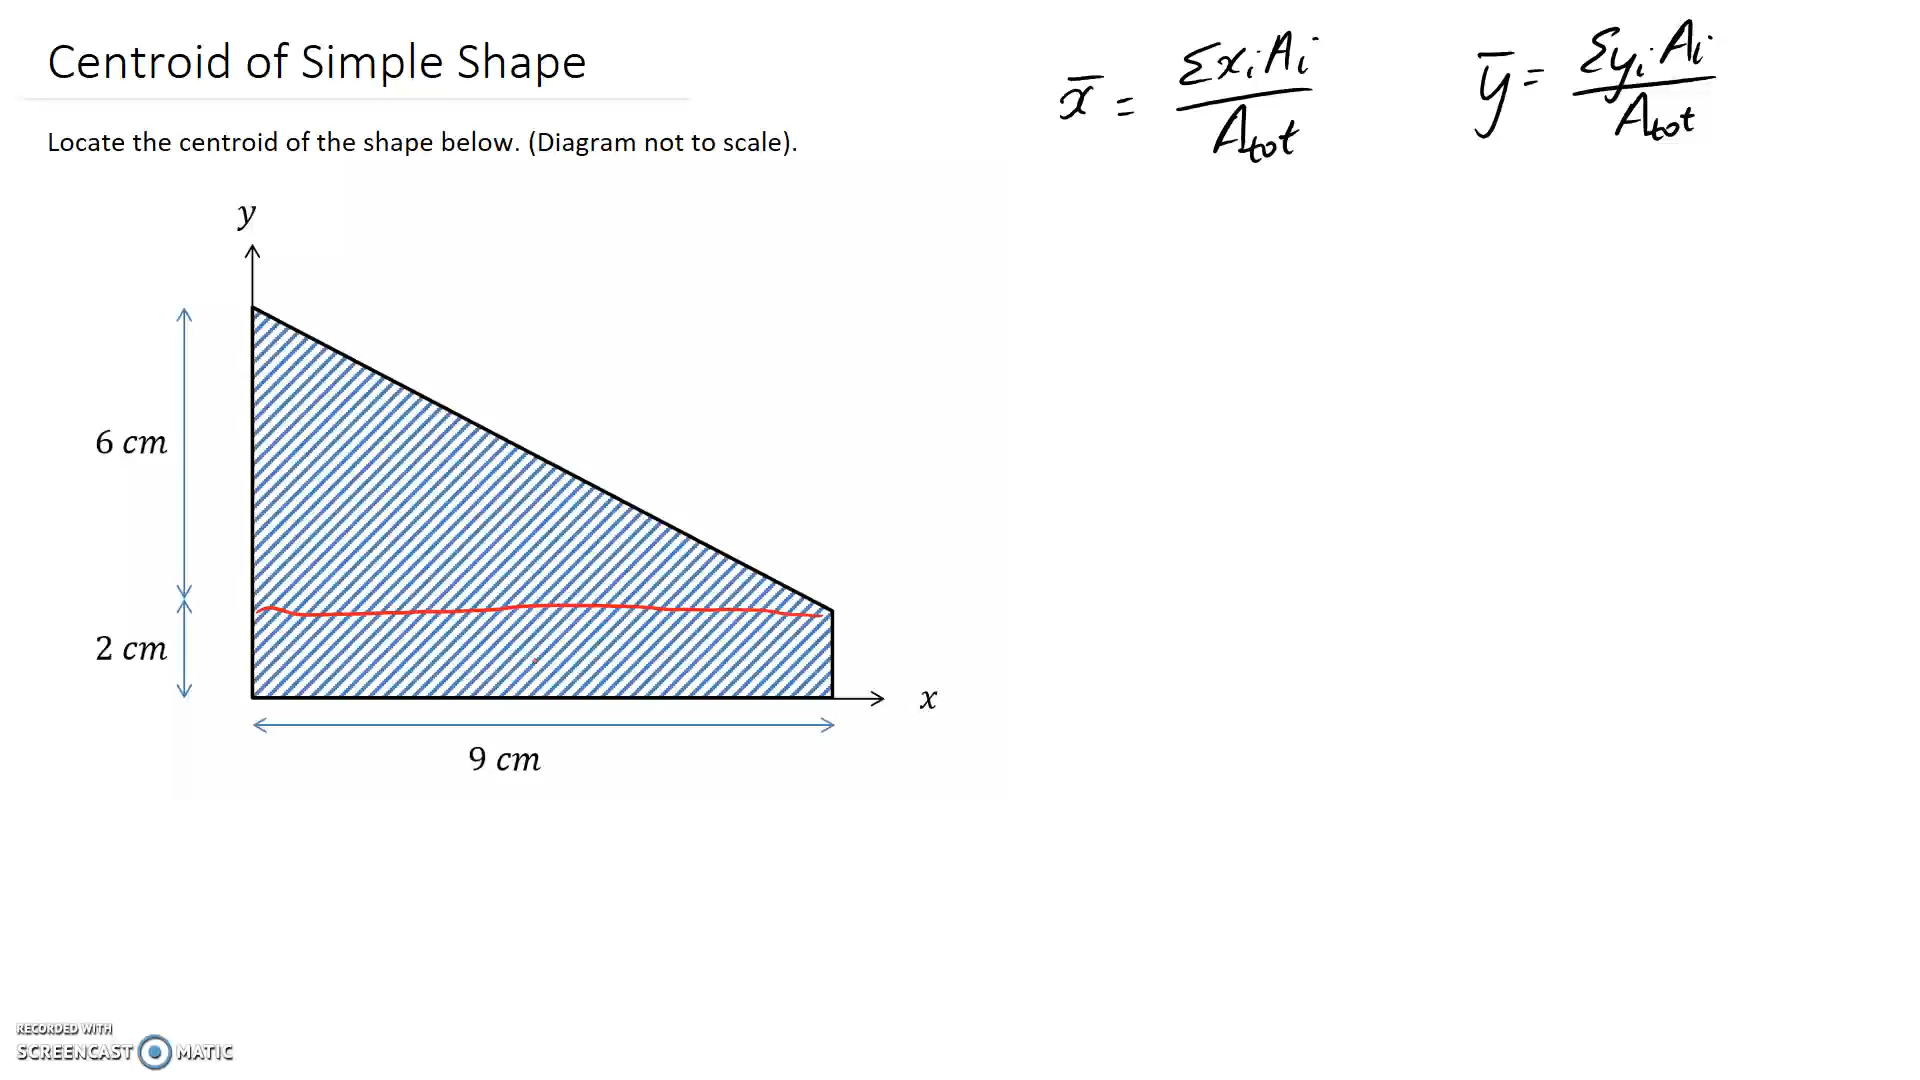 Centroid of Simple Shape
x̄ = Σxᵢ Aᵢ / Atot
ȳ = Σyᵢ Aᵢ / Atot
Locate the centroid of the shape below. (Diagram not to scale).
y
6 cm
2 cm
x
9 cm
RECORDED WITH
SCREENCAST MATIC